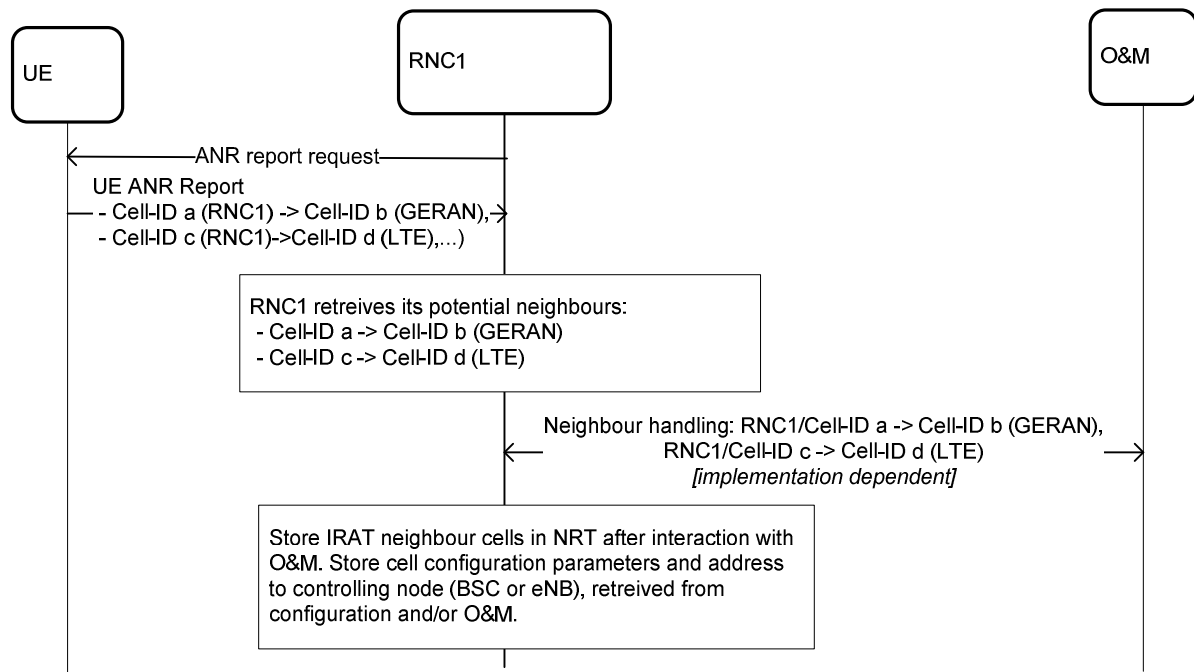 UE
RNC1
O&M
ANR report request
UE ANR Report
- Cell-ID a (RNC1) -> Cell-ID b (GERAN),
- Cell-ID c (RNC1)->Cell-ID d (LTE),...)
RNC1 retreives its potential neighbours:
- Cell-ID a -> Cell-ID b (GERAN)
- Cell-ID c -> Cell-ID d (LTE)
Neighbour handling: RNC1/Cell-ID a -> Cell-ID b (GERAN),
RNC1/Cell-ID c -> Cell-ID d (LTE)
[implementation dependent]
Store IRAT neighbour cells in NRT after interaction with
O&M. Store cell configuration parameters and address
to controlling node (BSC or eNB), retreived from
configuration and/or O&M.